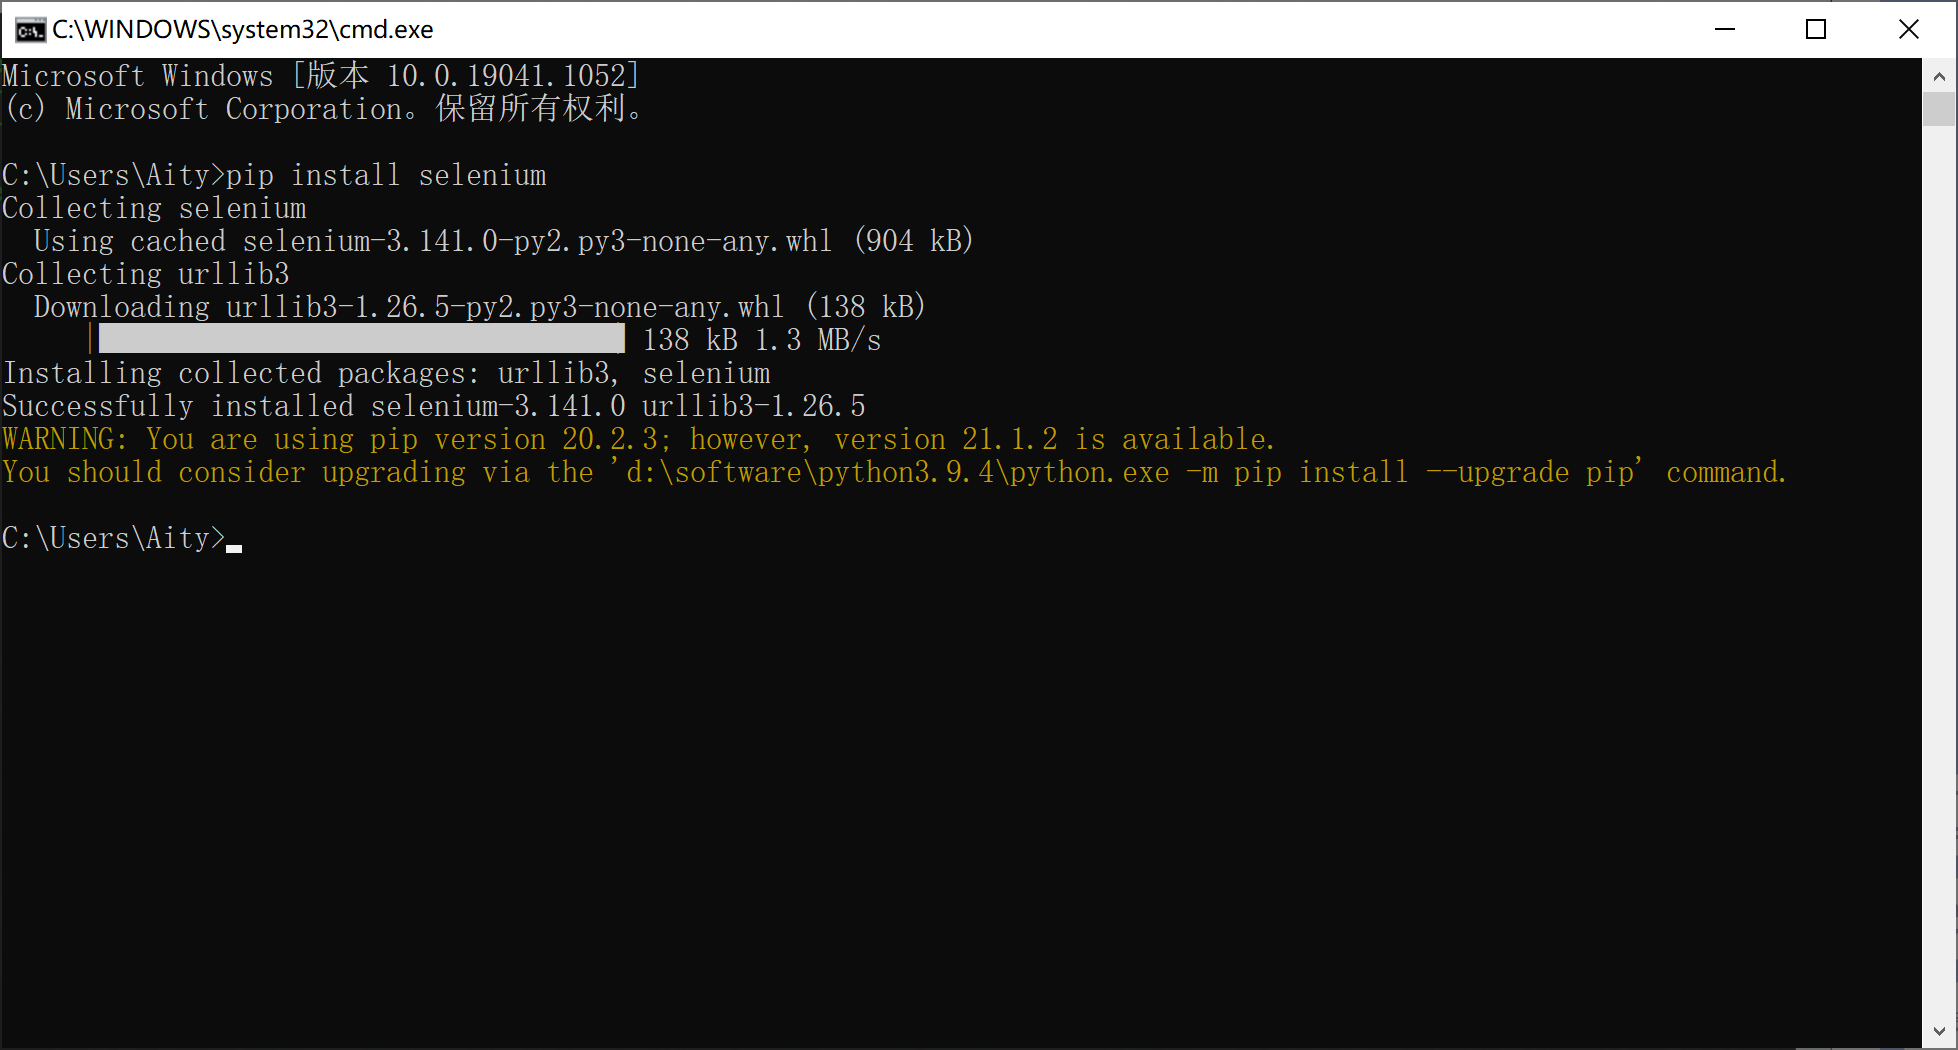 C:\WINDOWS\system32\cmd.exe
Microsoft Windows [版本 10.0.19041.1052]
(c) Microsoft Corporation。保留所有权利。
C:\Users\Aity>pip install selenium
Collecting selenium
  Using cached selenium-3.141.0-py2.py3-none-any.whl (904 kB)
Collecting urllib3
  Downloading urllib3-1.26.5-py2.py3-none-any.whl (138 kB)
     |████████████████████████████████| 138 kB 1.3 MB/s
Installing collected packages: urllib3, selenium
Successfully installed selenium-3.141.0 urllib3-1.26.5
WARNING: You are using pip version 20.2.3; however, version 21.1.2 is available.
You should consider upgrading via the 'd:\software\python3.9.4\python.exe -m pip install --upgrade pip' command.
C:\Users\Aity>